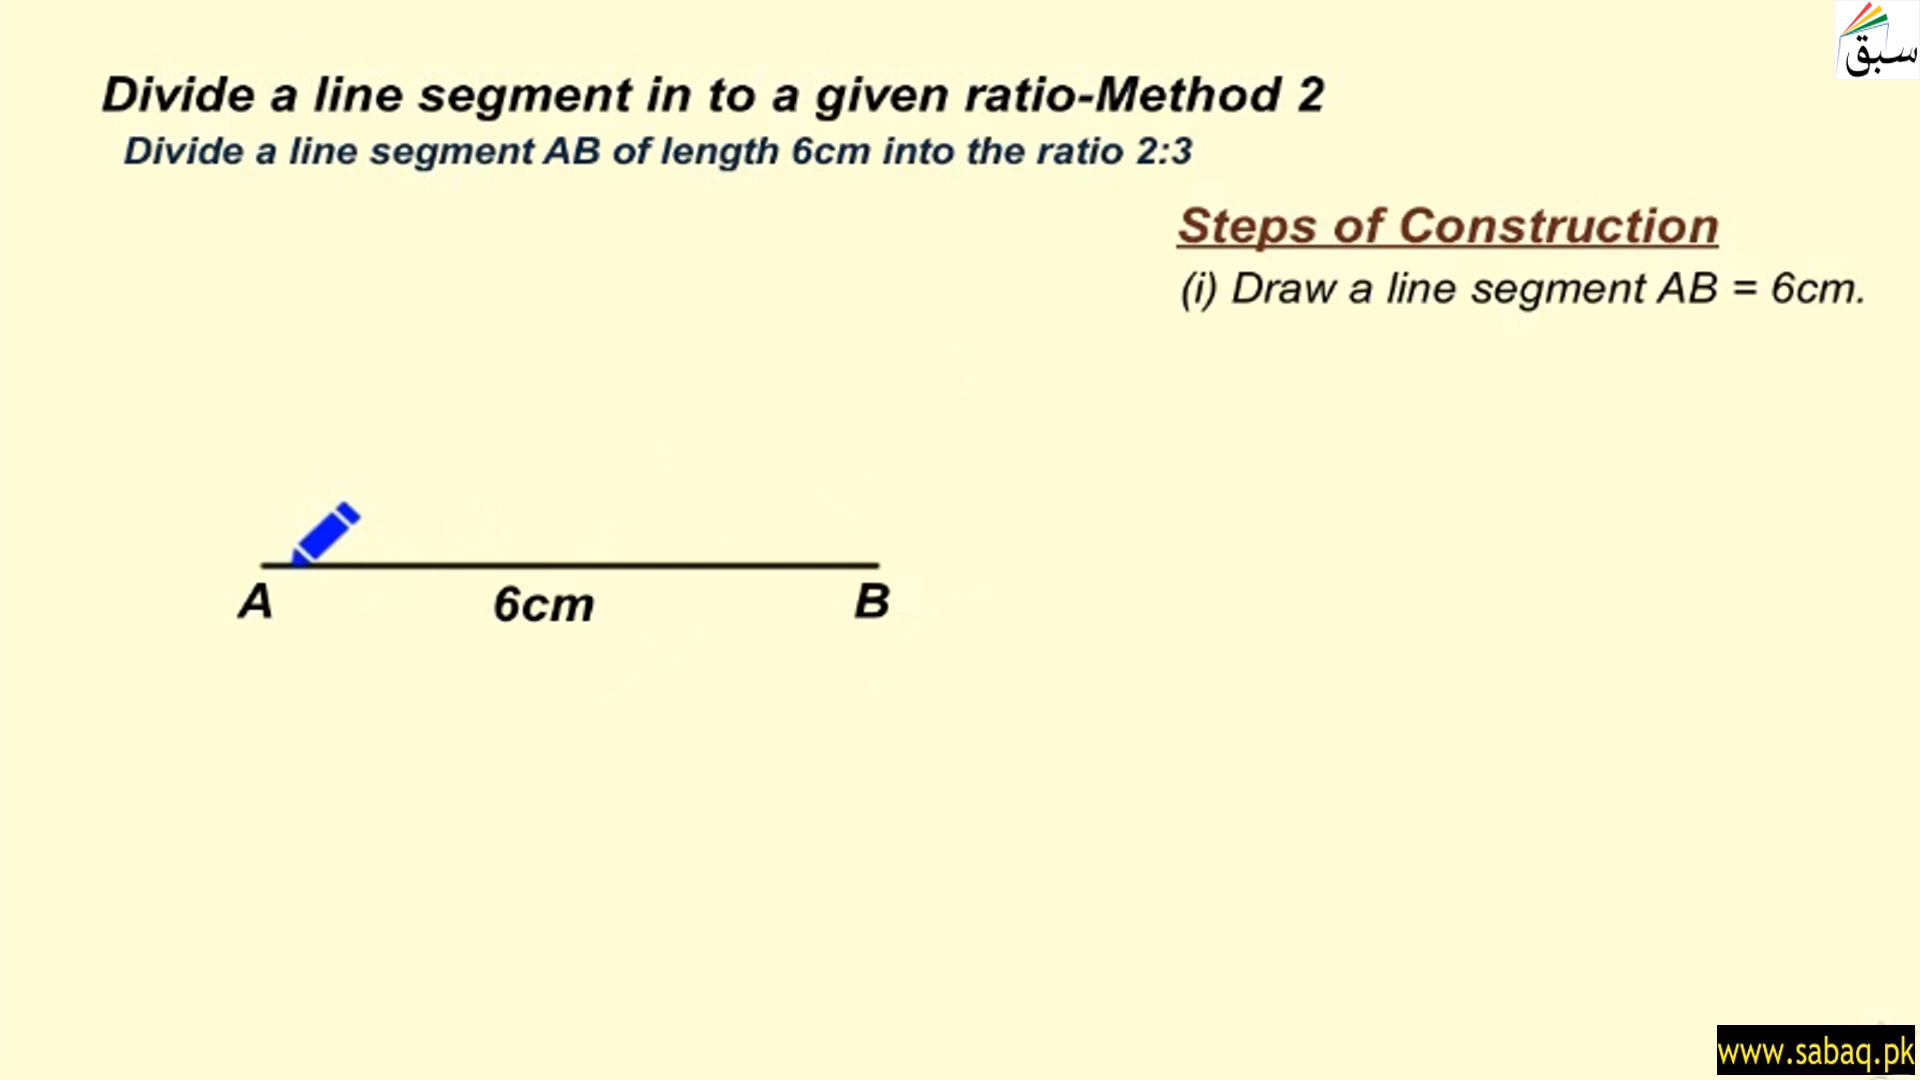 سبق
Divide a line segment in to a given ratio-Method 2
Divide a line segment AB of length 6cm into the ratio 2:3
Steps of Construction
(i) Draw a line segment AB = 6cm.
A 6cm B
www.sabaq.pk